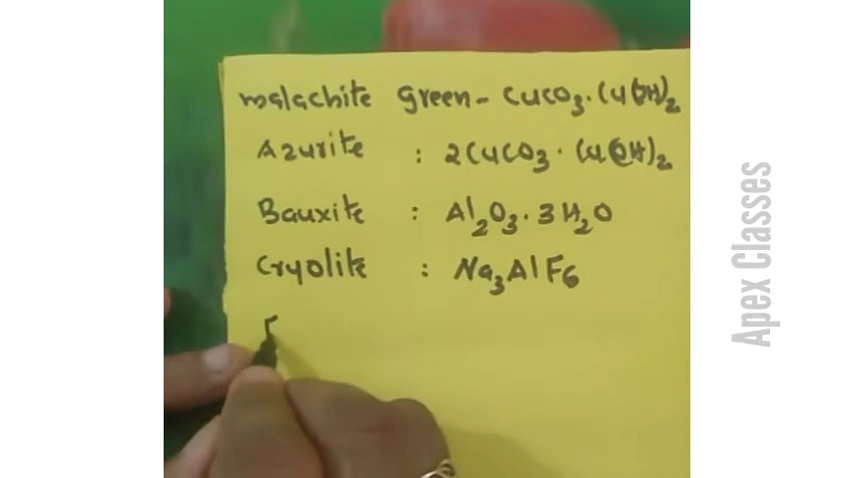 malachite green - CuCO3.Cu(OH)2
Azurite : 2CuCO3.Cu(OH)2
Bauxite : Al2O3.3H2O
Cryolite : Na3AlF6
Apex Classes